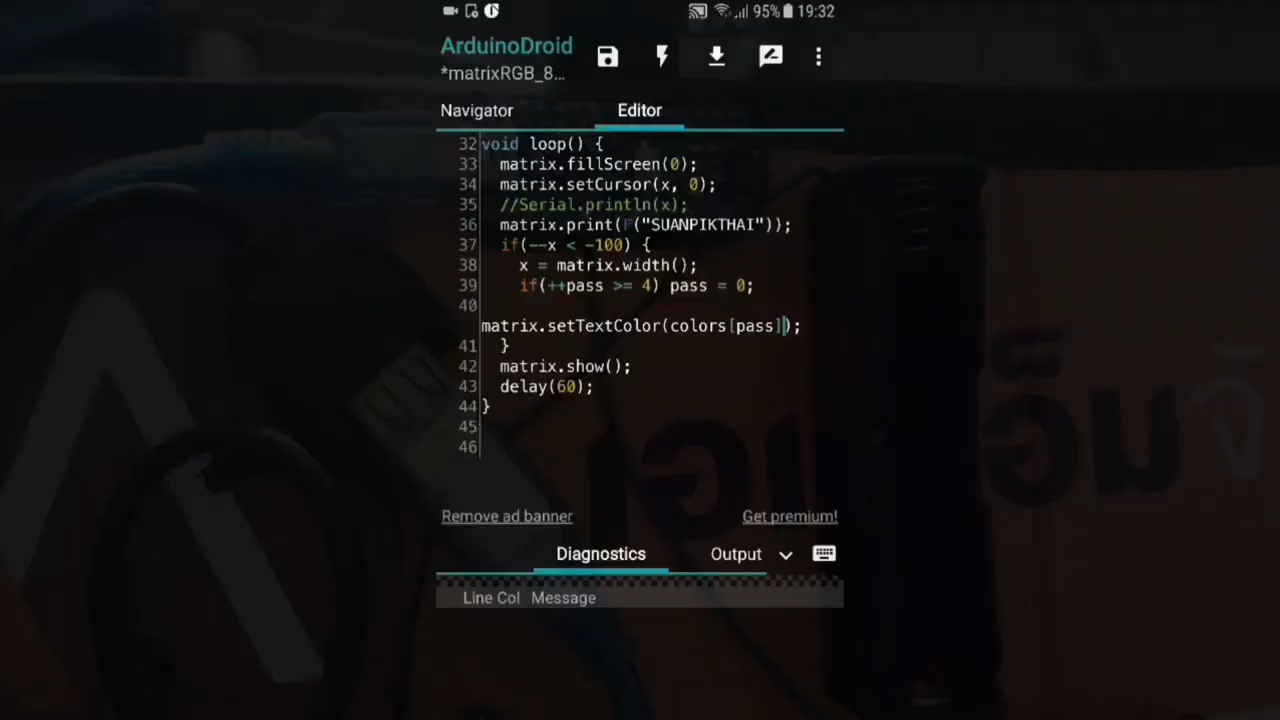 95% 19:32
ArduinoDroid
*matrixRGB_8...
Navigator Editor
32 void loop() {
33 matrix.fillScreen(0);
34 matrix.setCursor(x, 0);
35 //Serial.println(x);
36 matrix.print(F("SUANPIKTHAI"));
37 if(--x < -100) {
38 x = matrix.width();
39 if(++pass >= 4) pass = 0;
40
matrix.setTextColor(colors[pass]);
41 }
42 matrix.show();
43 delay(60);
44 }
45
46
Remove ad banner Get premium!
Diagnostics Output
Line Col Message